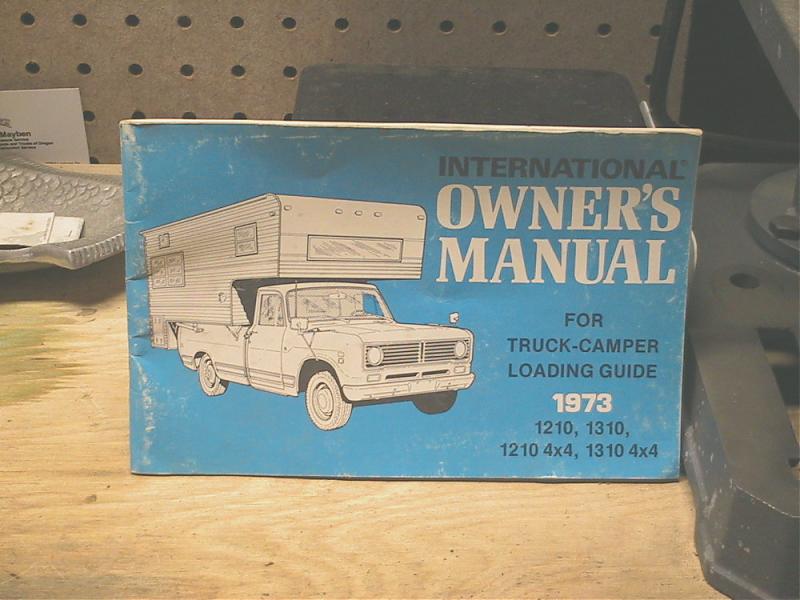 INTERNATIONAL®
OWNER'S
MANUAL
FOR
TRUCK-CAMPER
LOADING GUIDE
1973
1210, 1310,
1210 4x4, 1310 4x4
Mayben